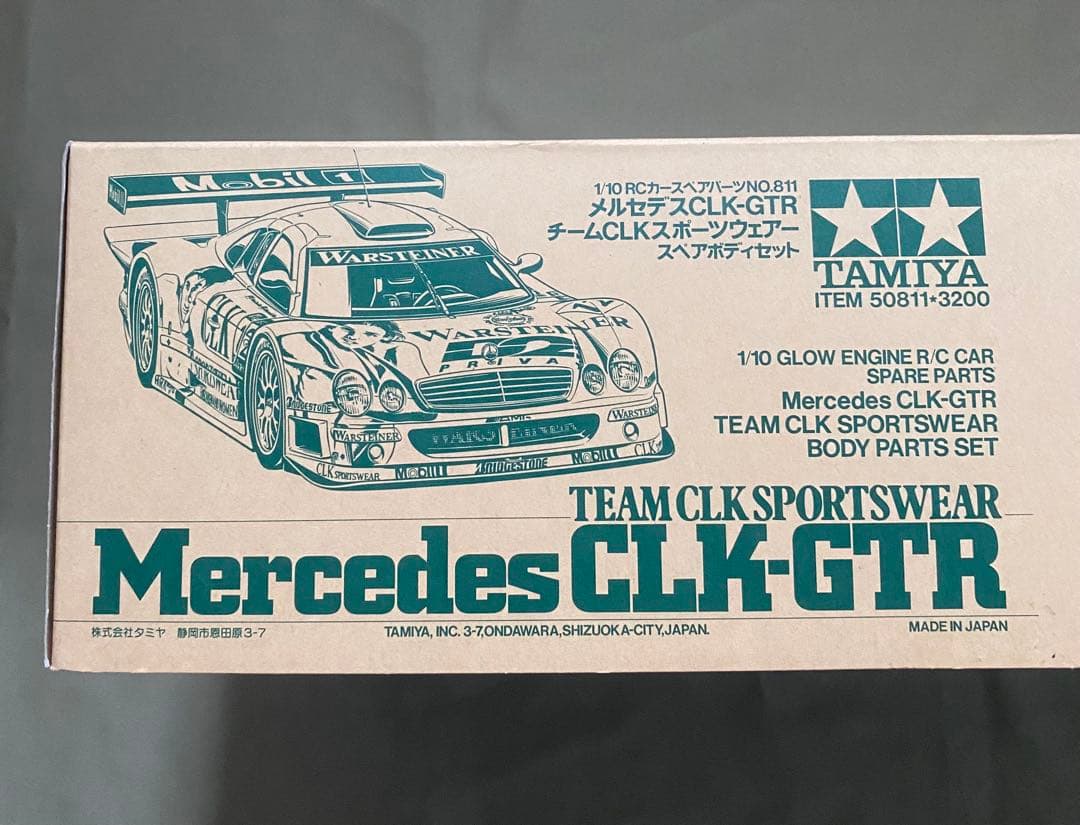 Mobil 1
Mobil 1
WARSTEINER
WARSTEINER
PRIVAT
BRIDGESTONE
WARSTEINER
WARSTEINER
CLK SPORTSWEAR
Mobil 1
BRIDGESTONE
Mobil 1
1/10 RCカースペアパーツNO.811
メルセデスCLK-GTR
チームCLKスポーツウェアー
スペアボディセット
TAMIYA
ITEM 50811★3200
1/10 GLOW ENGINE R/C CAR
SPARE PARTS
Mercedes CLK-GTR
TEAM CLK SPORTSWEAR
BODY PARTS SET
TEAM CLK SPORTSWEAR
Mercedes CLK-GTR
株式会社タミヤ 静岡市恩田原3-7
TAMIYA, INC. 3-7,ONDAWARA,SHIZUOKA-CITY,JAPAN.
MADE IN JAPAN